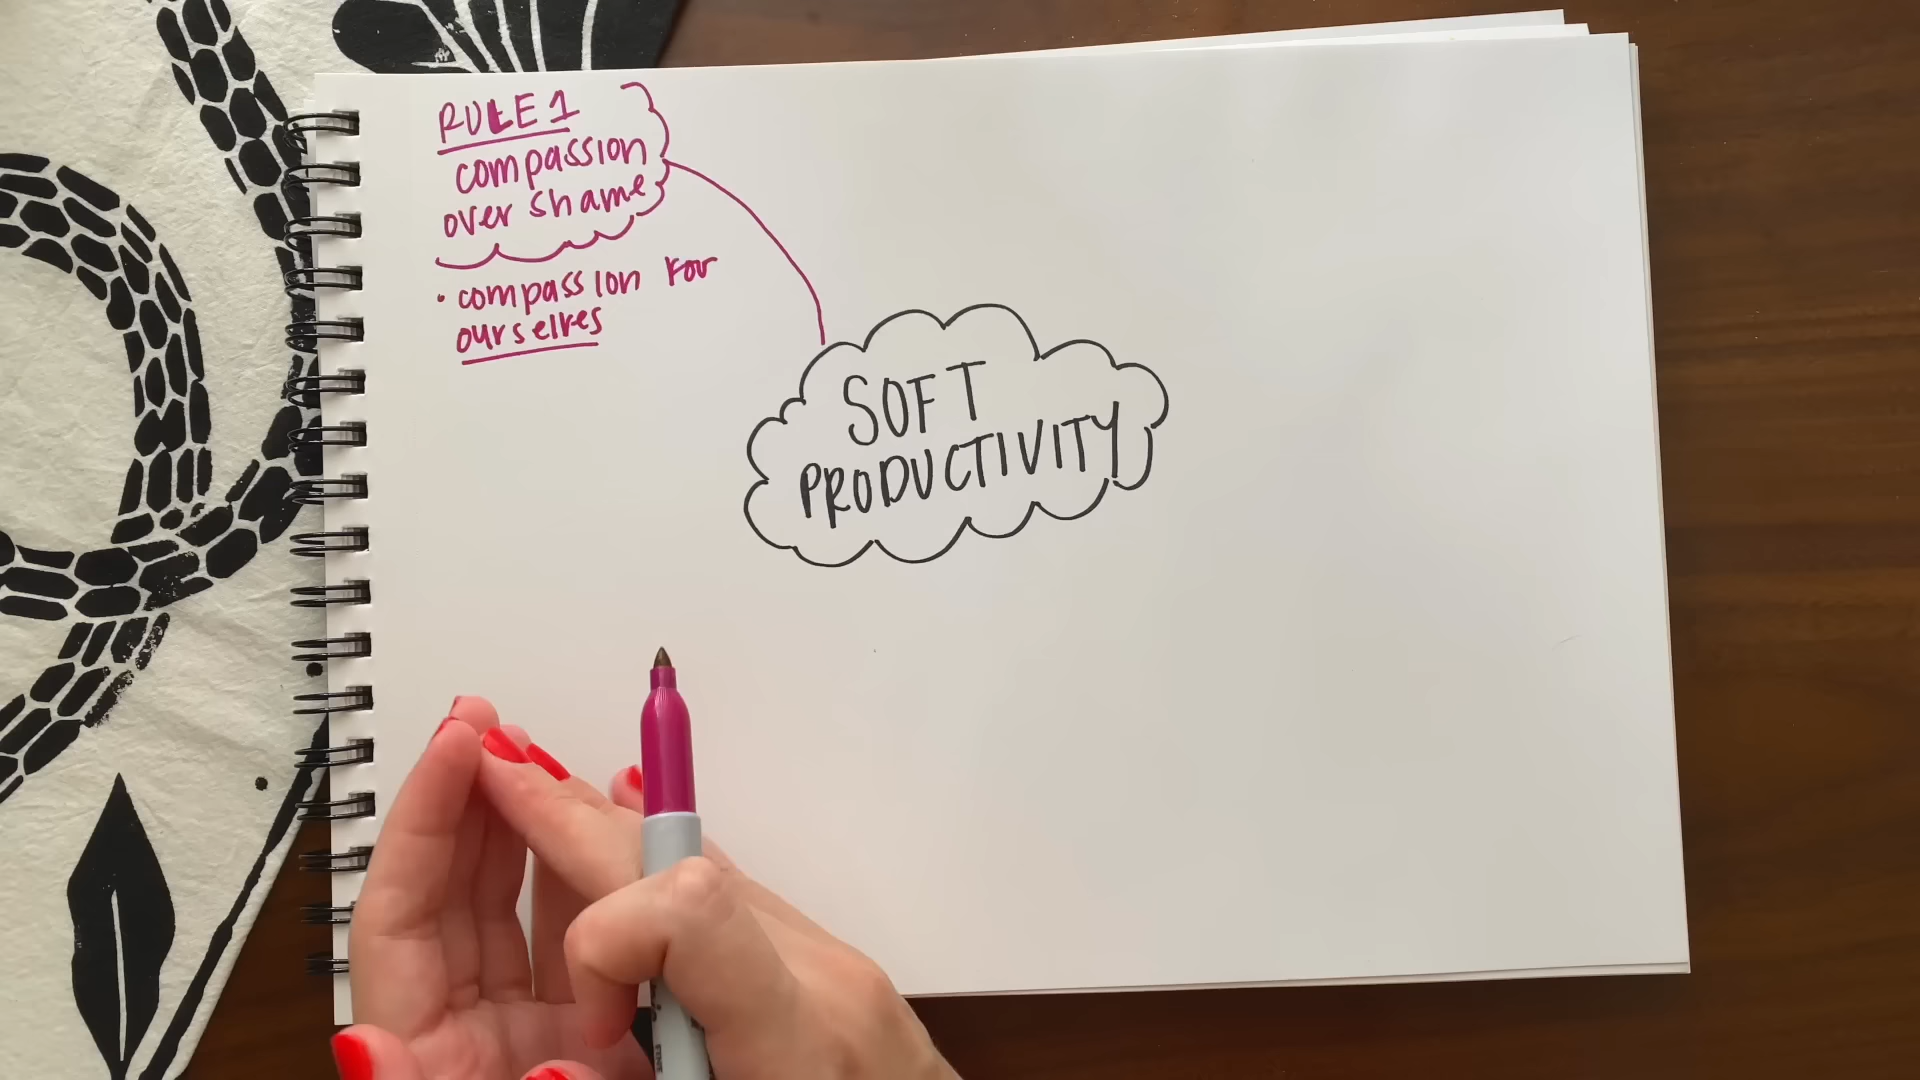 RULE 1
compassion
over shame
• compassion for
ourselves
SOFT
PRODUCTIVITY